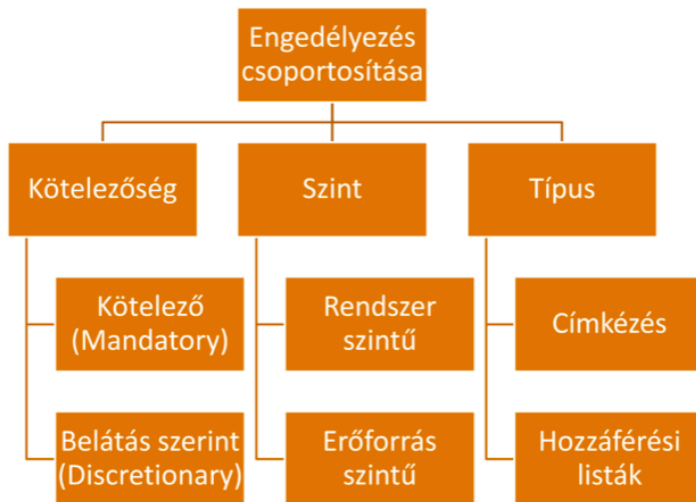 Engedélyezés
csoportosítása
Kötelezőség
Szint
Típus
Kötelező
(Mandatory)
Rendszer
szintű
Címkézés
Belátás szerint
(Discretionary)
Erőforrás
szintű
Hozzáférési
listák